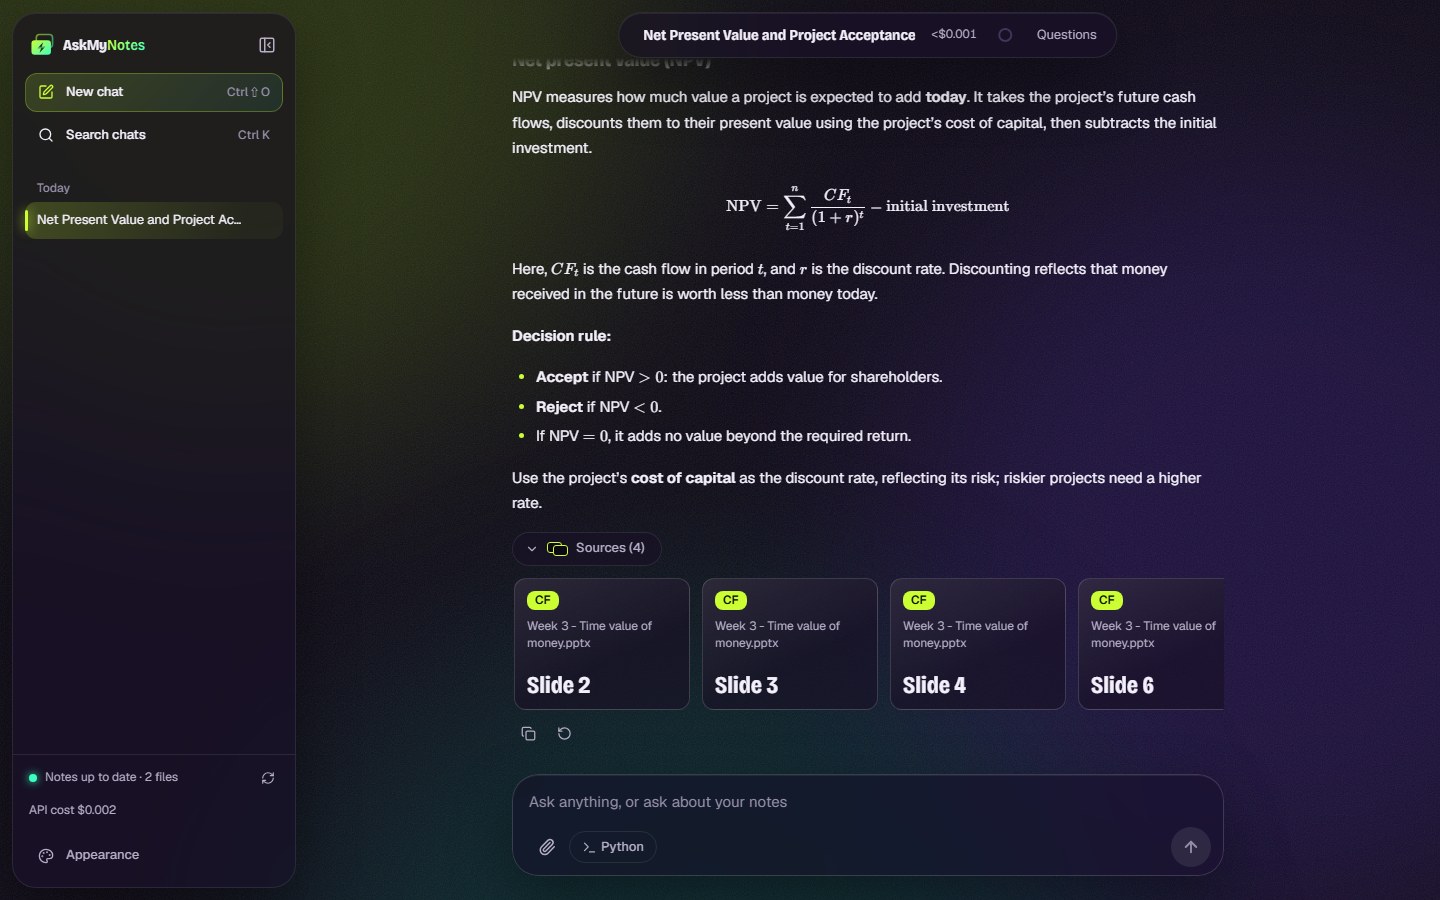 AskMyNotes
New chat Ctrl⇧O
Search chats Ctrl K
Today
Net Present Value and Project Ac...
Notes up to date · 2 files
API cost $0.002
Appearance
Net Present Value and Project Acceptance <$0.001 Questions
Net present value (NPV)
NPV measures how much value a project is expected to add today. It takes the project's future cash
flows, discounts them to their present value using the project's cost of capital, then subtracts the initial
investment.
NPV = ∑_{t=1}^{n} CF_t / (1 + r)^t − initial investment
Here, CF_t is the cash flow in period t, and r is the discount rate. Discounting reflects that money
received in the future is worth less than money today.
Decision rule:
• Accept if NPV > 0: the project adds value for shareholders.
• Reject if NPV < 0.
• If NPV = 0, it adds no value beyond the required return.
Use the project's cost of capital as the discount rate, reflecting its risk; riskier projects need a higher
rate.
Sources (4)
CF
Week 3 - Time value of
money.pptx
Slide 2
CF
Week 3 - Time value of
money.pptx
Slide 3
CF
Week 3 - Time value of
money.pptx
Slide 4
CF
Week 3 - Time value of
money.pptx
Slide 6
Ask anything, or ask about your notes
Python